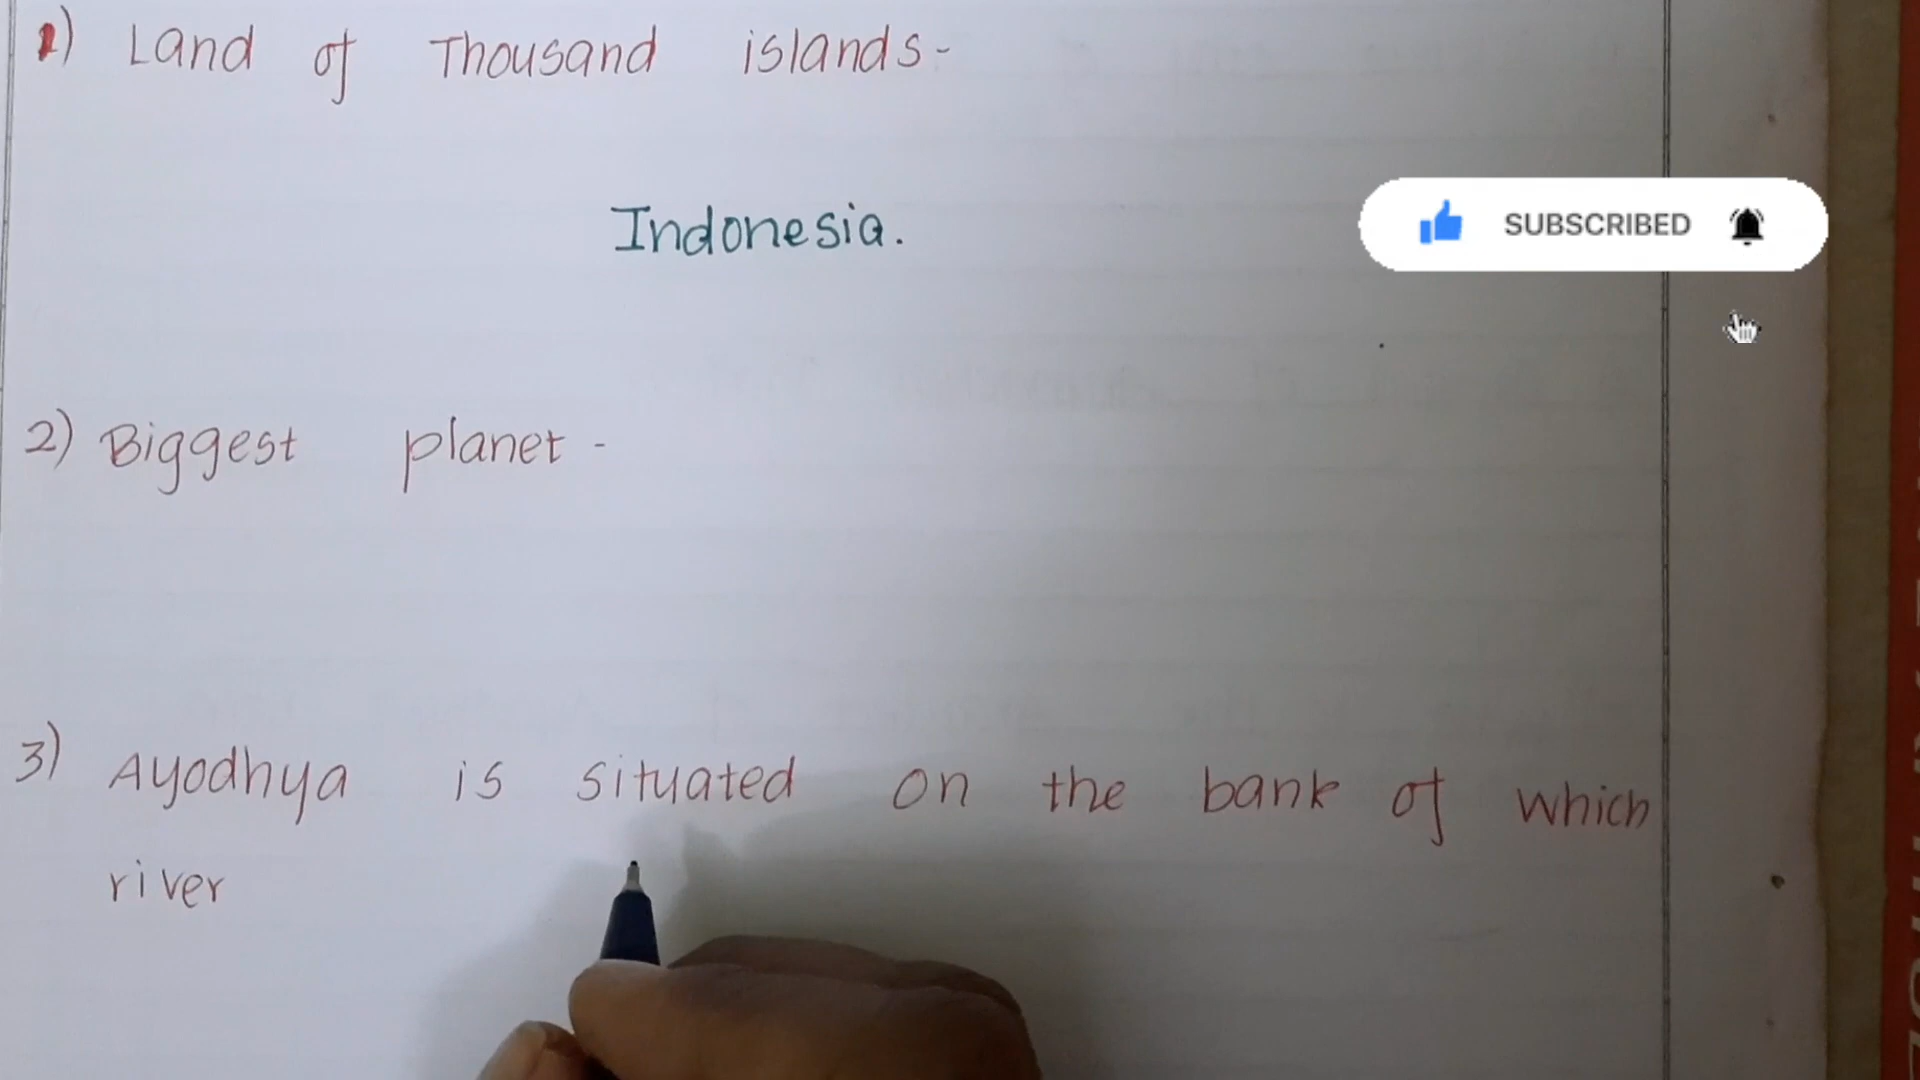 1) Land of Thousand islands-
Indonesia.
SUBSCRIBED
2) Biggest planet -
3) Ayodhya is situated on the bank of which
river